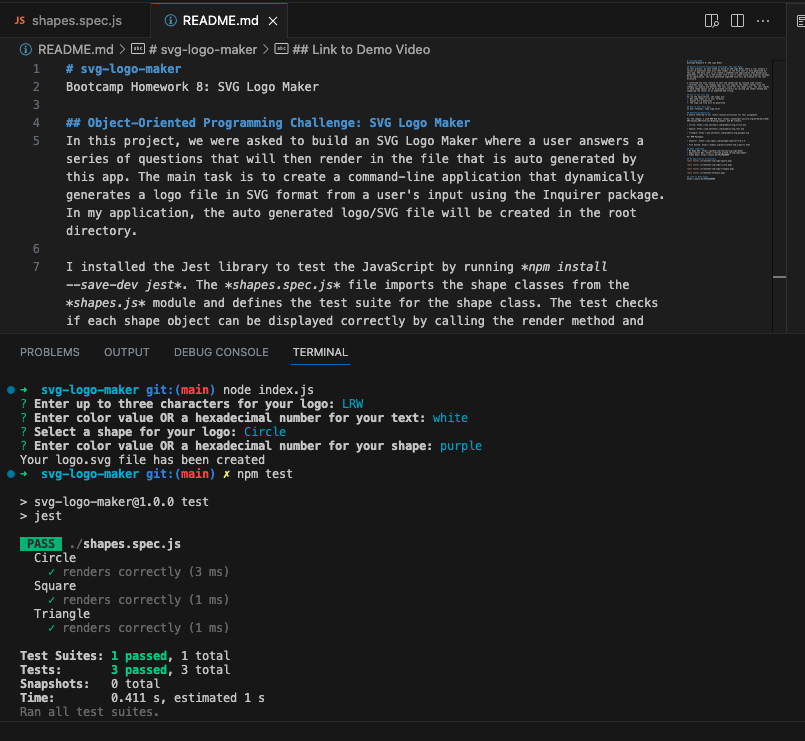 JS shapes.spec.js
README.md
README.md > # svg-logo-maker > ## Link to Demo Video
1 # svg-logo-maker
2 Bootcamp Homework 8: SVG Logo Maker
3
4 ## Object-Oriented Programming Challenge: SVG Logo Maker
5 In this project, we were asked to build an SVG Logo Maker where a user answers a
series of questions that will then render in the file that is auto generated by
this app. The main task is to create a command-line application that dynamically
generates a logo file in SVG format from a user's input using the Inquirer package.
In my application, the auto generated logo/SVG file will be created in the root
directory.
6
7 I installed the Jest library to test the JavaScript by running *npm install
--save-dev jest*. The *shapes.spec.js* file imports the shape classes from the
*shapes.js* module and defines the test suite for the shape class. The test checks
if each shape object can be displayed correctly by calling the render method and
PROBLEMS OUTPUT DEBUG CONSOLE TERMINAL
➜ svg-logo-maker git:(main) node index.js
? Enter up to three characters for your logo: LRW
? Enter color value OR a hexadecimal number for your text: white
? Select a shape for your logo: Circle
? Enter color value OR a hexadecimal number for your shape: purple
Your logo.svg file has been created
➜ svg-logo-maker git:(main) ✗ npm test
> svg-logo-maker@1.0.0 test
> jest
PASS ./shapes.spec.js
Circle
✓ renders correctly (3 ms)
Square
✓ renders correctly (1 ms)
Triangle
✓ renders correctly (1 ms)
Test Suites: 1 passed, 1 total
Tests: 3 passed, 3 total
Snapshots: 0 total
Time: 0.411 s, estimated 1 s
Ran all test suites.